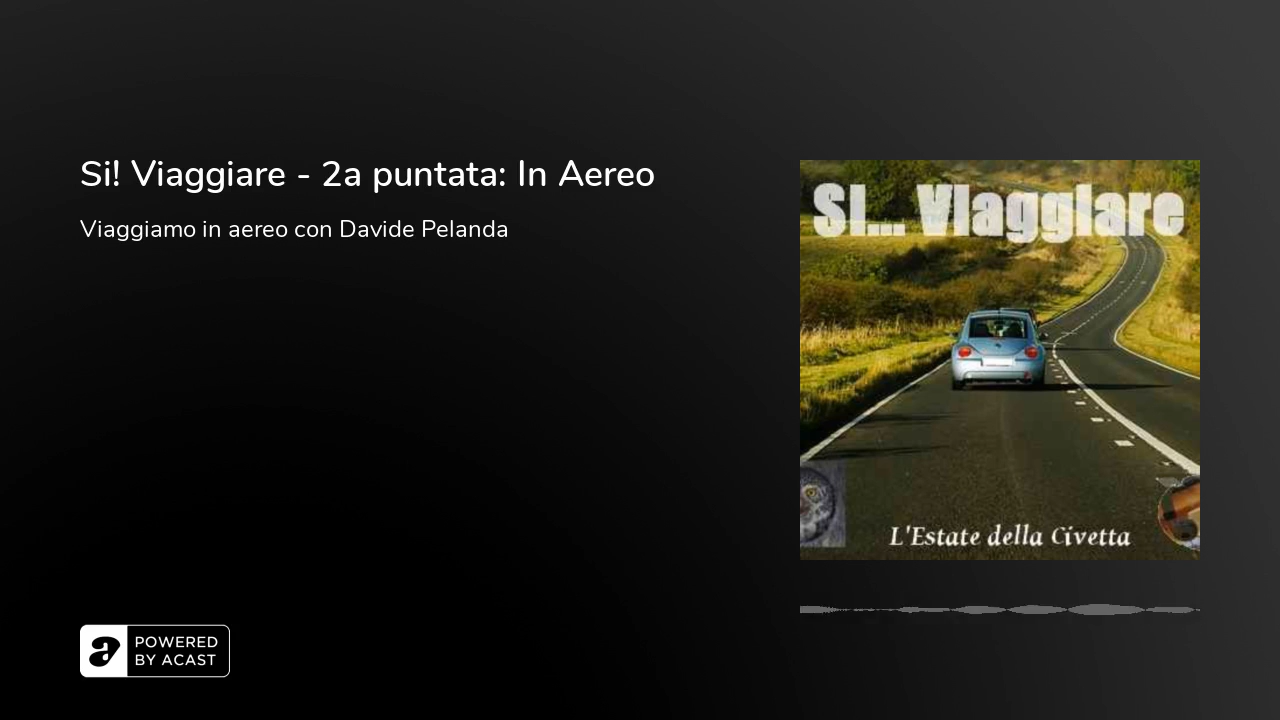 Si! Viaggiare - 2a puntata: In Aereo
Viaggiamo in aereo con Davide Pelanda
SI... VIaggIare
L'Estate della Civetta
a POWERED
BY ACAST